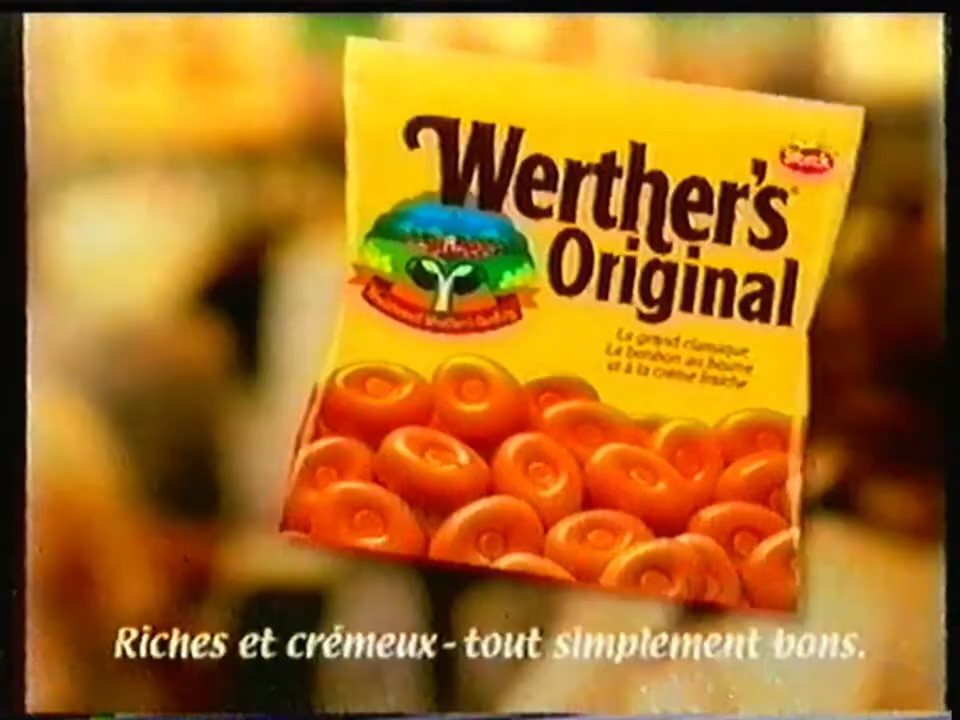 Werther's
Original
Storck
Le grand classique
Le bonbon au beurre
et à la crème fraîche
Riches et crémeux - tout simplement bons.